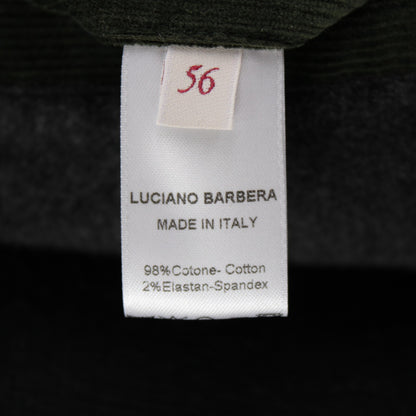 56
LUCIANO BARBERA
MADE IN ITALY
98%Cotone- Cotton
2%Elastan-Spandex